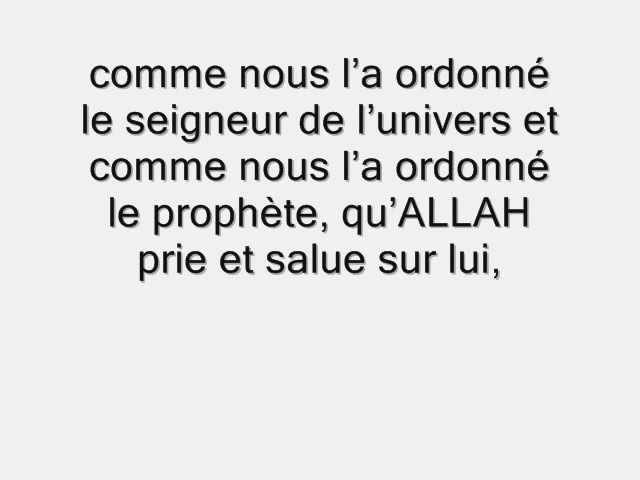 comme nous l’a ordonné
le seigneur de l’univers et
comme nous l’a ordonné
le prophète, qu’ALLAH
prie et salue sur lui,